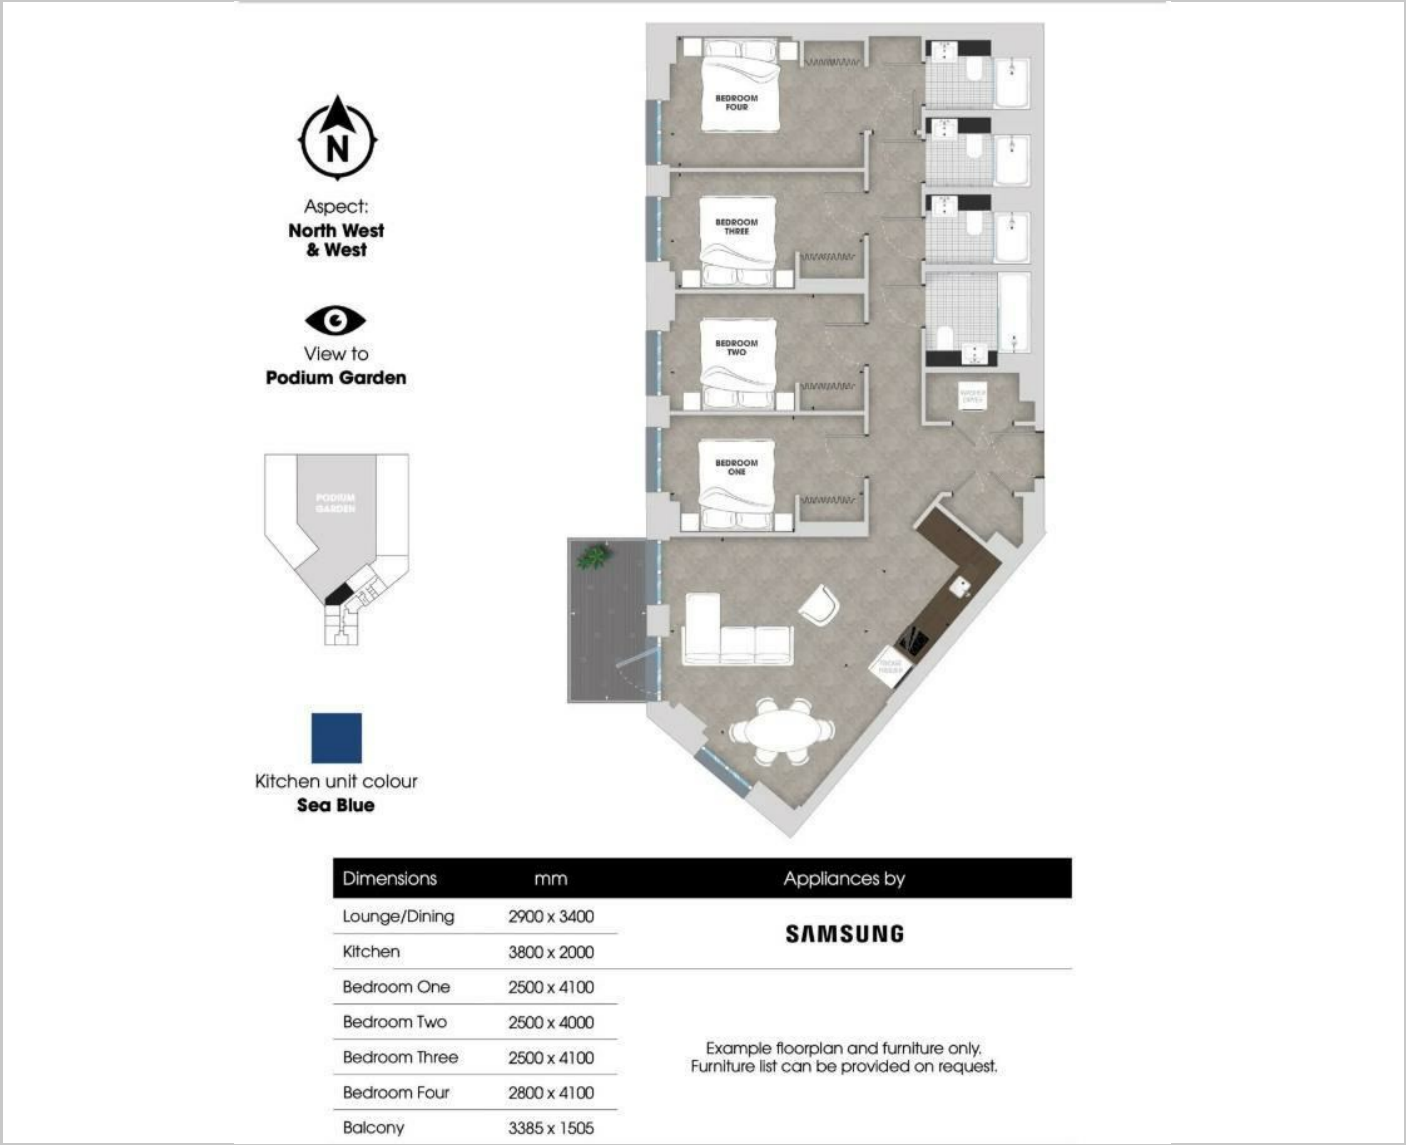 N
Aspect:
North West
& West
View to
Podium Garden
PODIUM
GARDEN
Kitchen unit colour
Sea Blue
BEDROOM
FOUR
BEDROOM
THREE
BEDROOM
TWO
BEDROOM
ONE
Dimensions mm Appliances by
Lounge/Dining 2900 x 3400
SAMSUNG
Kitchen 3800 x 2000
Bedroom One 2500 x 4100
Bedroom Two 2500 x 4000
Bedroom Three 2500 x 4100
Bedroom Four 2800 x 4100
Balcony 3385 x 1505
Example floorplan and furniture only.
Furniture list can be provided on request.